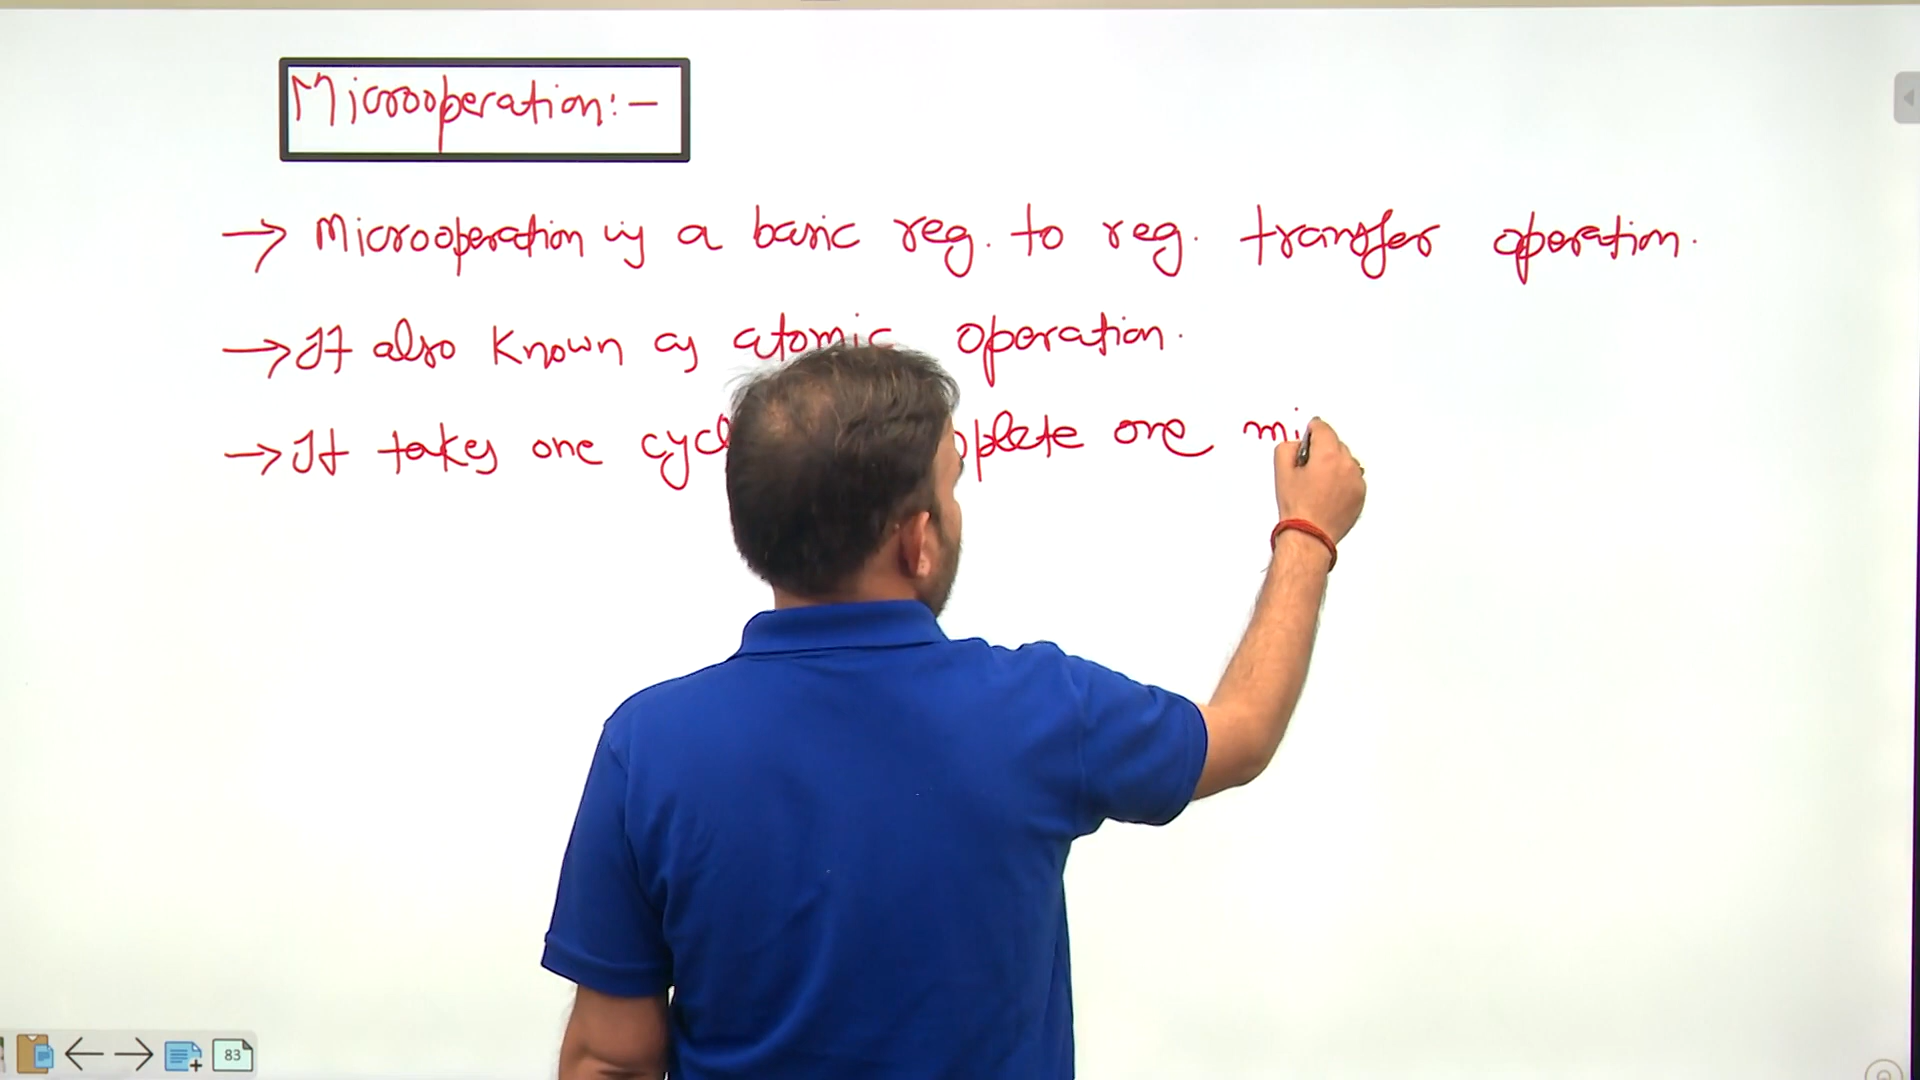 Microoperation:-
→ Microoperation is a basic reg. to reg. transfer operation.
→ It also known as atomic operation.
→ It takes one one
83